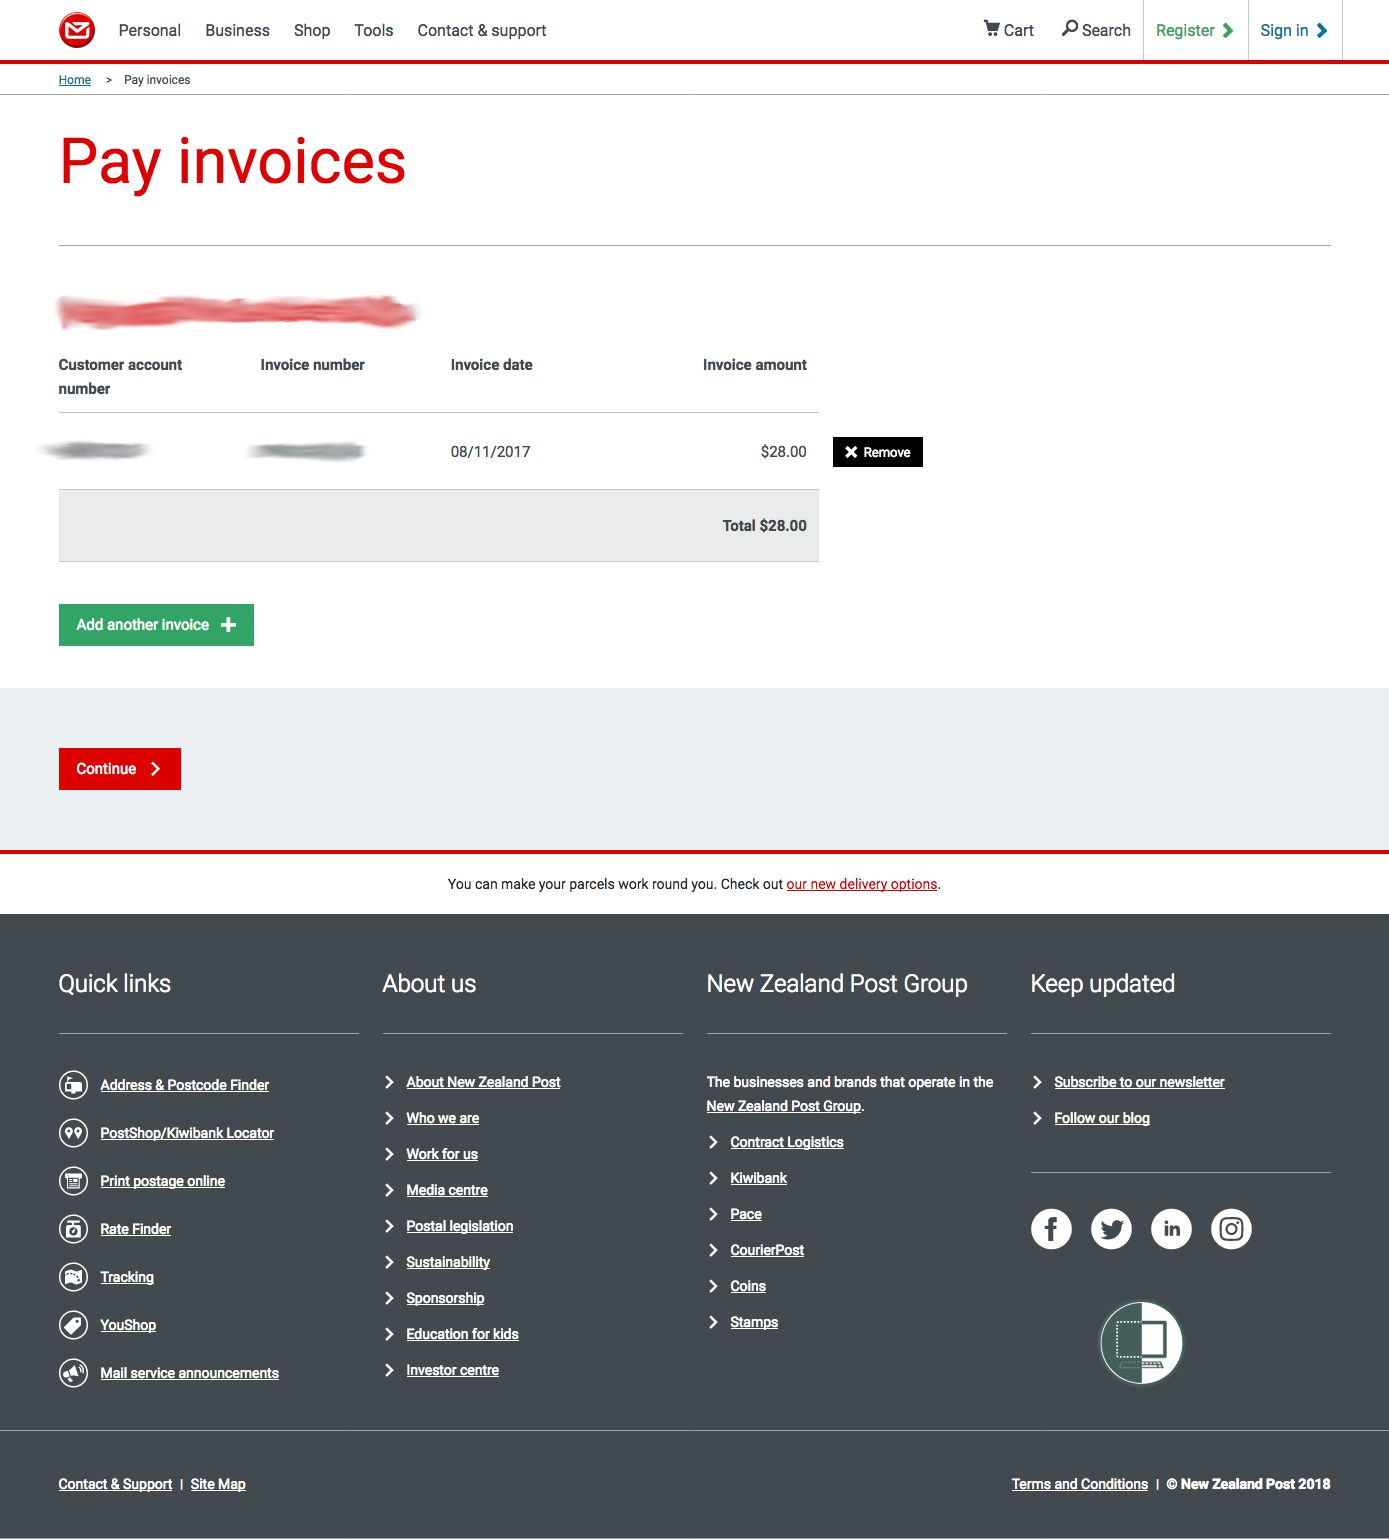 Personal Business Shop Tools Contact & support Cart Search Register Sign in
Home > Pay invoices
Pay invoices
Customer account number Invoice number Invoice date Invoice amount
08/11/2017 $28.00 Remove
Total $28.00
Add another invoice
Continue
You can make your parcels work round you. Check out our new delivery options.
Quick links
Address & Postcode Finder
PostShop/Kiwibank Locator
Print postage online
Rate Finder
Tracking
YouShop
Mail service announcements
About us
About New Zealand Post
Who we are
Work for us
Media centre
Postal legislation
Sustainability
Sponsorship
Education for kids
Investor centre
New Zealand Post Group
The businesses and brands that operate in the
New Zealand Post Group.
Contract Logistics
Kiwibank
Pace
CourierPost
Coins
Stamps
Keep updated
Subscribe to our newsletter
Follow our blog
Contact & Support | Site Map
Terms and Conditions | © New Zealand Post 2018